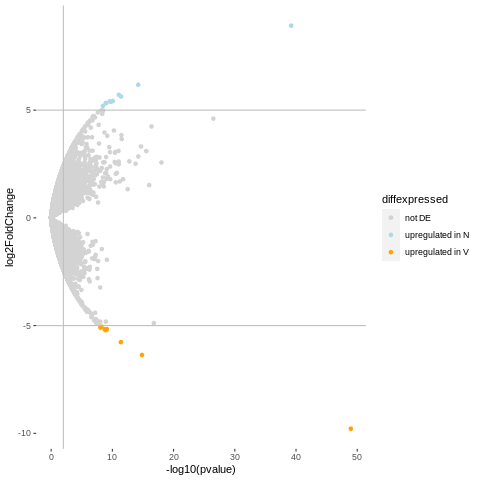 log2FoldChange
5
0
-5
-10
0
10
20
30
40
50
-log10(pvalue)
diffexpressed
not DE
upregulated in N
upregulated in V